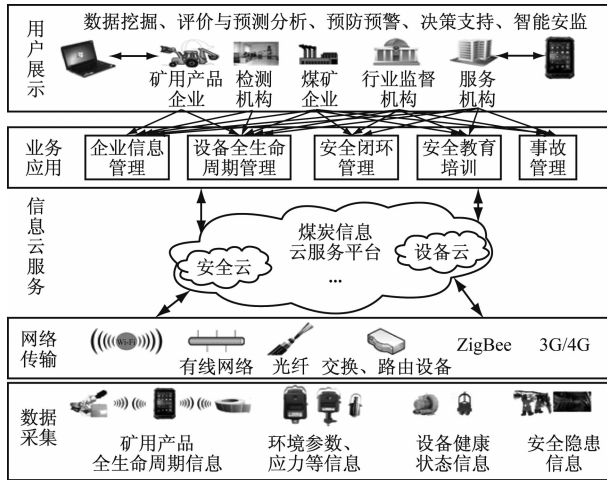 用户展示
数据挖掘、评价与预测分析、预防预警、决策支持、智能安监
矿用产品
企业
检测
机构
煤矿
企业
行业监督
机构
服务
机构
业务
应用
企业信息
管理
设备全生命
周期管理
安全闭环
管理
安全教育
培训
事故
管理
信息云服务
煤炭信息
云服务平台
安全云
设备云
...
网络
传输
Wi-Fi
有线网络
光纤
交换、路由设备
ZigBee
3G/4G
数据
采集
矿用产品
全生命周期信息
环境参数、
应力等信息
设备健康
状态信息
安全隐患
信息